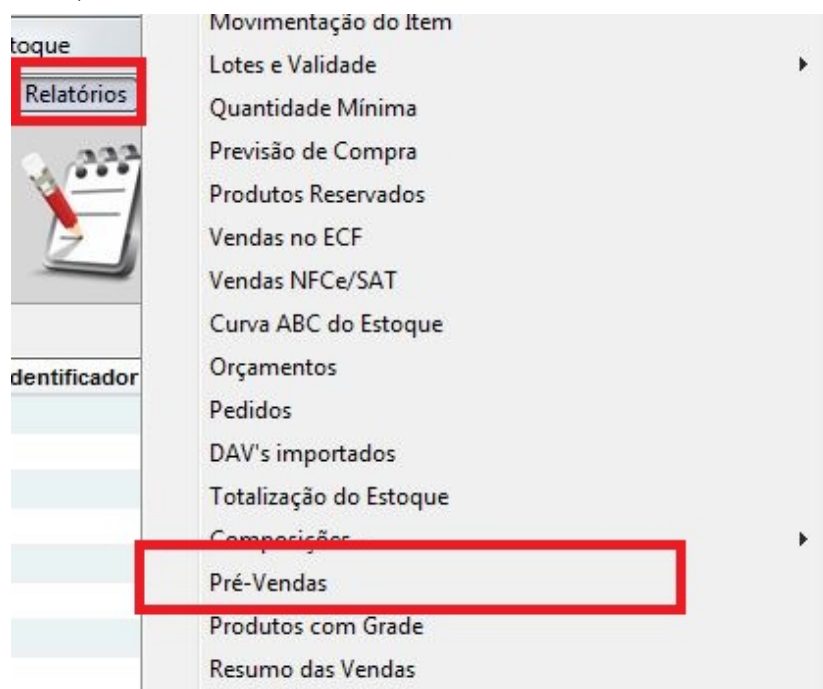 toque
Relatórios
dentificador
Movimentação do Item
Lotes e Validade
Quantidade Mínima
Previsão de Compra
Produtos Reservados
Vendas no ECF
Vendas NFCe/SAT
Curva ABC do Estoque
Orçamentos
Pedidos
DAV's importados
Totalização do Estoque
Composições
Pré-Vendas
Produtos com Grade
Resumo das Vendas